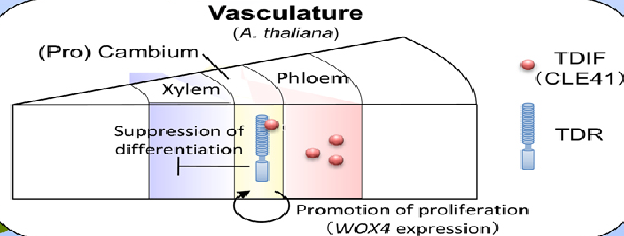 Vasculature
(A. thaliana)
(Pro) Cambium
Xylem
Phloem
Suppression of
differentiation
Promotion of proliferation
(WOX4 expression)
TDIF
(CLE41)
TDR